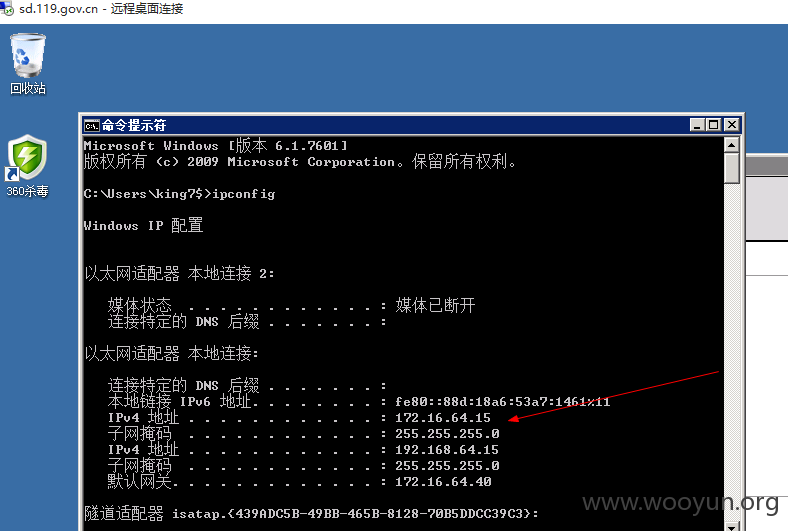 sd.119.gov.cn - 远程桌面连接
回收站
360杀毒
命令提示符
Microsoft Windows [版本 6.1.7601]
版权所有 (c) 2009 Microsoft Corporation。保留所有权利。
C:\Users\king7$>ipconfig
Windows IP 配置
以太网适配器 本地连接 2:
媒体状态 . . . . . . . . . . . . : 媒体已断开
连接特定的 DNS 后缀 . . . . . . . :
以太网适配器 本地连接:
连接特定的 DNS 后缀 . . . . . . . :
本地链接 IPv6 地址. . . . . . . . : fe80::88d:18a6:53a7:1461%11
IPv4 地址 . . . . . . . . . . . . : 172.16.64.15
子网掩码 . . . . . . . . . . . . : 255.255.255.0
IPv4 地址 . . . . . . . . . . . . : 192.168.64.15
子网掩码 . . . . . . . . . . . . : 255.255.255.0
默认网关. . . . . . . . . . . . . : 172.16.64.40
隧道适配器 isatap.{439ADC5B-49BB-465B-8128-70B5DDCC39C3}:
www.wooyun.org